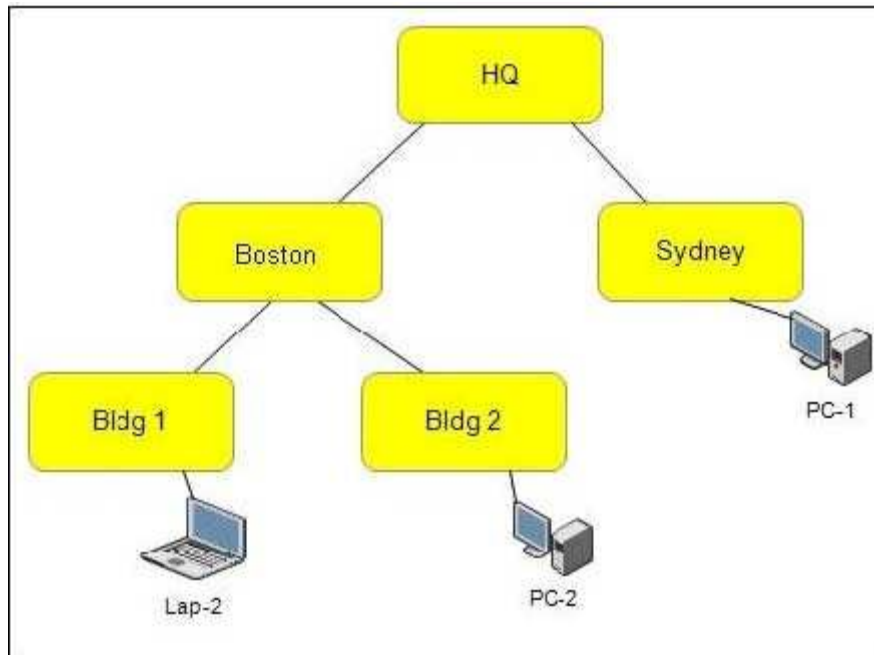 HQ
Boston
Sydney
Bldg 1
Bldg 2
PC-1
Lap-2
PC-2